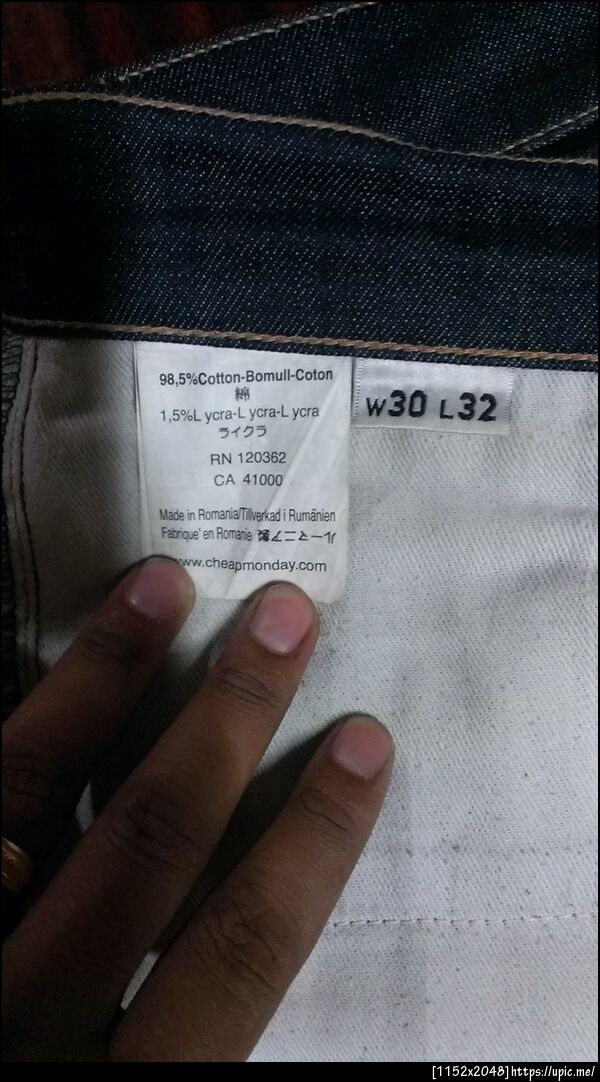 98,5%Cotton-Bomull-Coton
綿
1,5%L ycra-L ycra-L ycra
ライクラ
RN 120362
CA 41000
Made in Romania/Tillverkad i Rumänien
Fabrique' en Romanie
www.cheapmonday.com
W30 L32
[1152x2048]https://upic.me/